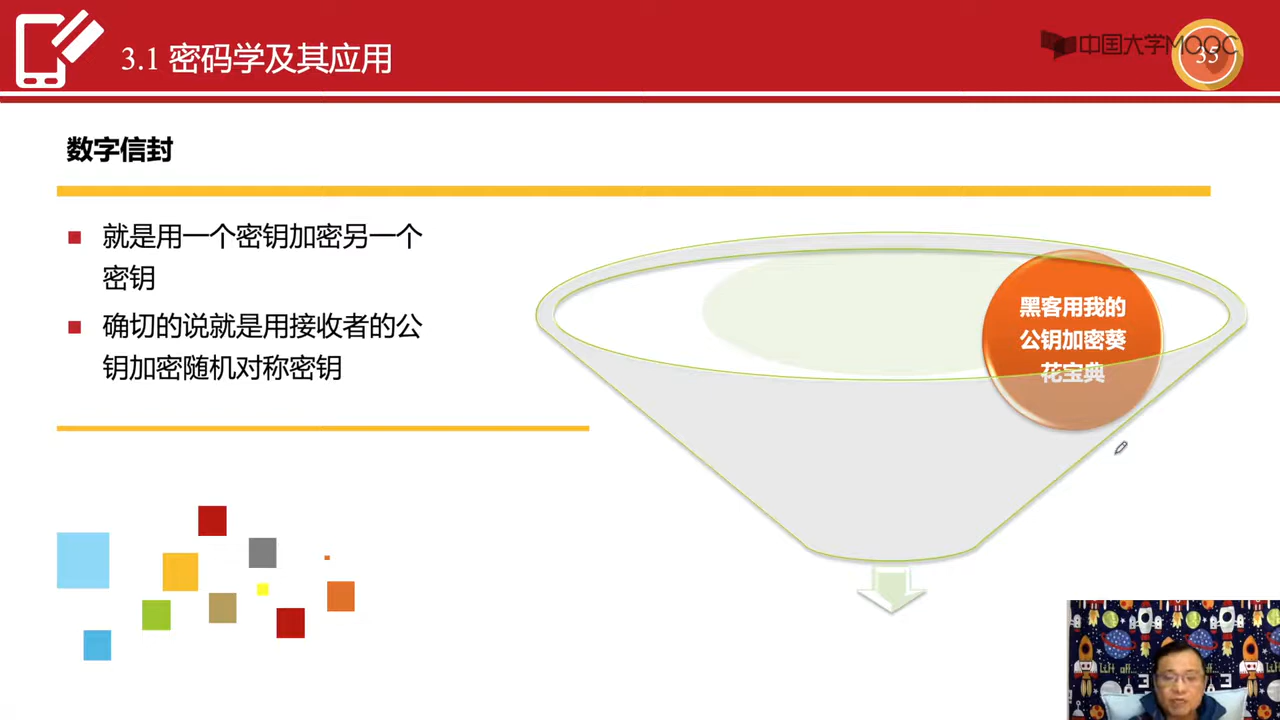 3.1 密码学及其应用
中国大学MOOC
35
数字信封
就是用一个密钥加密另一个
密钥
确切的说就是用接收者的公
钥加密随机对称密钥
黑客用我的
公钥加密葵
花宝典